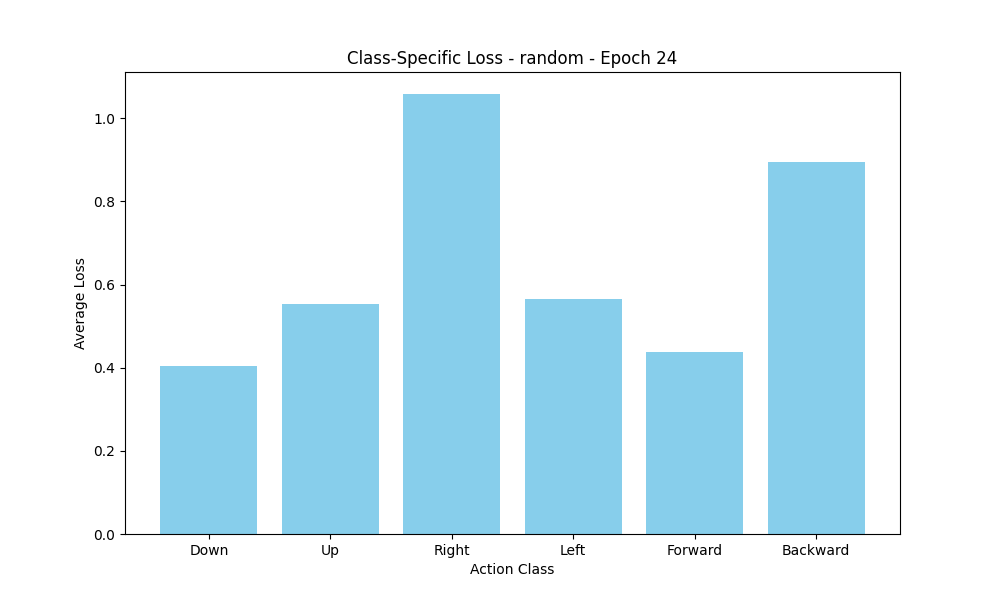 Class-Specific Loss - random - Epoch 24
Average Loss
1.0
0.8
0.6
0.4
0.2
0.0
Down Up Right Left Forward Backward
Action Class